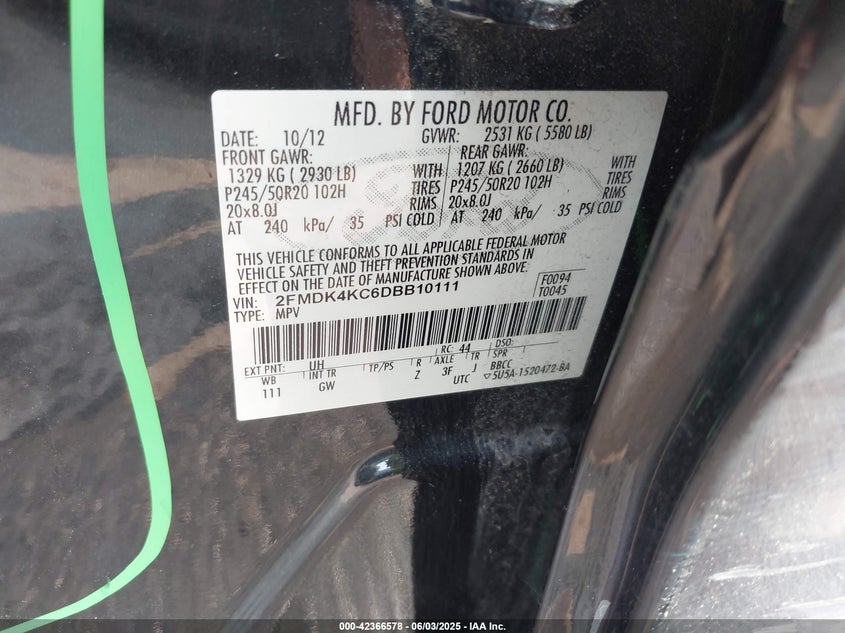 MFD. BY FORD MOTOR CO.
DATE: 10/12 GVWR: 2531 KG ( 5580 LB)
FRONT GAWR: REAR GAWR:
1329 KG ( 2930 LB) WITH 1207 KG ( 2660 LB) WITH
P245/50R20 102H TIRES P245/50R20 102H TIRES
20x8.0J RIMS 20x8.0J RIMS
AT 240 kPa/ 35 PSI COLD AT 240 kPa/ 35 PSI COLD
THIS VEHICLE CONFORMS TO ALL APPLICABLE FEDERAL MOTOR
VEHICLE SAFETY AND THEFT PREVENTION STANDARDS IN
EFFECT ON THE DATE OF MANUFACTURE SHOWN ABOVE.
VIN: 2FMDK4KC6DBB10111 F0094
TYPE: MPV T0045
EXT PNT: UH RC: 44 DSO:
WB INT TR TP/PS R AXLE TR SPR
111 GW Z 3F J BBCC
UTC 5U5A-1520472-BA
000-42366578 - 06/03/2025 - IAA Inc.